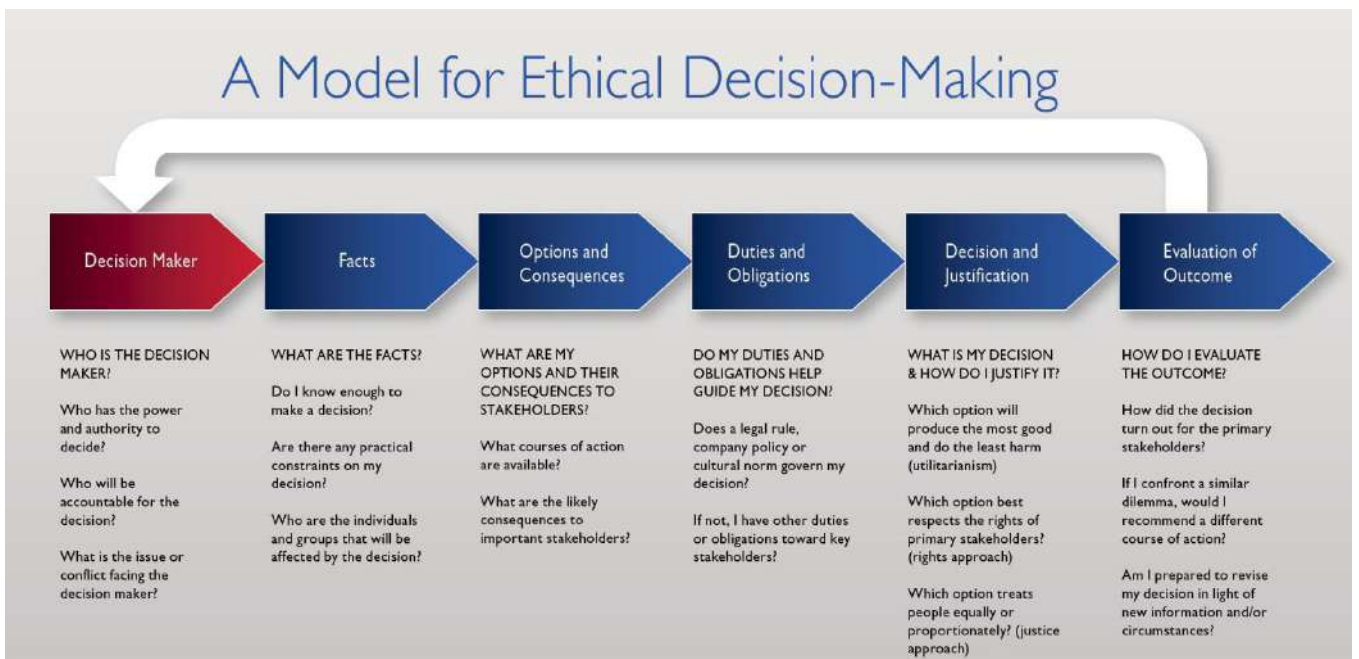 A Model for Ethical Decision-Making
Decision Maker
Facts
Options and
Consequences
Duties and
Obligations
Decision and
Justification
Evaluation of
Outcome
WHO IS THE DECISION
MAKER?
Who has the power
and authority to
decide?
Who will be
accountable for the
decision?
What is the issue or
conflict facing the
decision maker?
WHAT ARE THE FACTS?
Do I know enough to
make a decision?
Are there any practical
constraints on my
decision?
Who are the individuals
and groups that will be
affected by the decision?
WHAT ARE MY
OPTIONS AND THEIR
CONSEQUENCES TO
STAKEHOLDERS?
What courses of action
are available?
What are the likely
consequences to
important stakeholders?
DO MY DUTIES AND
OBLIGATIONS HELP
GUIDE MY DECISION?
Does a legal rule,
company policy or
cultural norm govern my
decision?
If not, I have other duties
or obligations toward key
stakeholders?
WHAT IS MY DECISION
& HOW DO I JUSTIFY IT?
Which option will
produce the most good
and do the least harm
(utilitarianism)
Which option best
respects the rights of
primary stakeholders?
(rights approach)
Which option treats
people equally or
proportionately? (justice
approach)
HOW DO I EVALUATE
THE OUTCOME?
How did the decision
turn out for the primary
stakeholders?
If I confront a similar
dilemma, would I
recommend a different
course of action?
Am I prepared to revise
my decision in light of
new information and/or
circumstances?